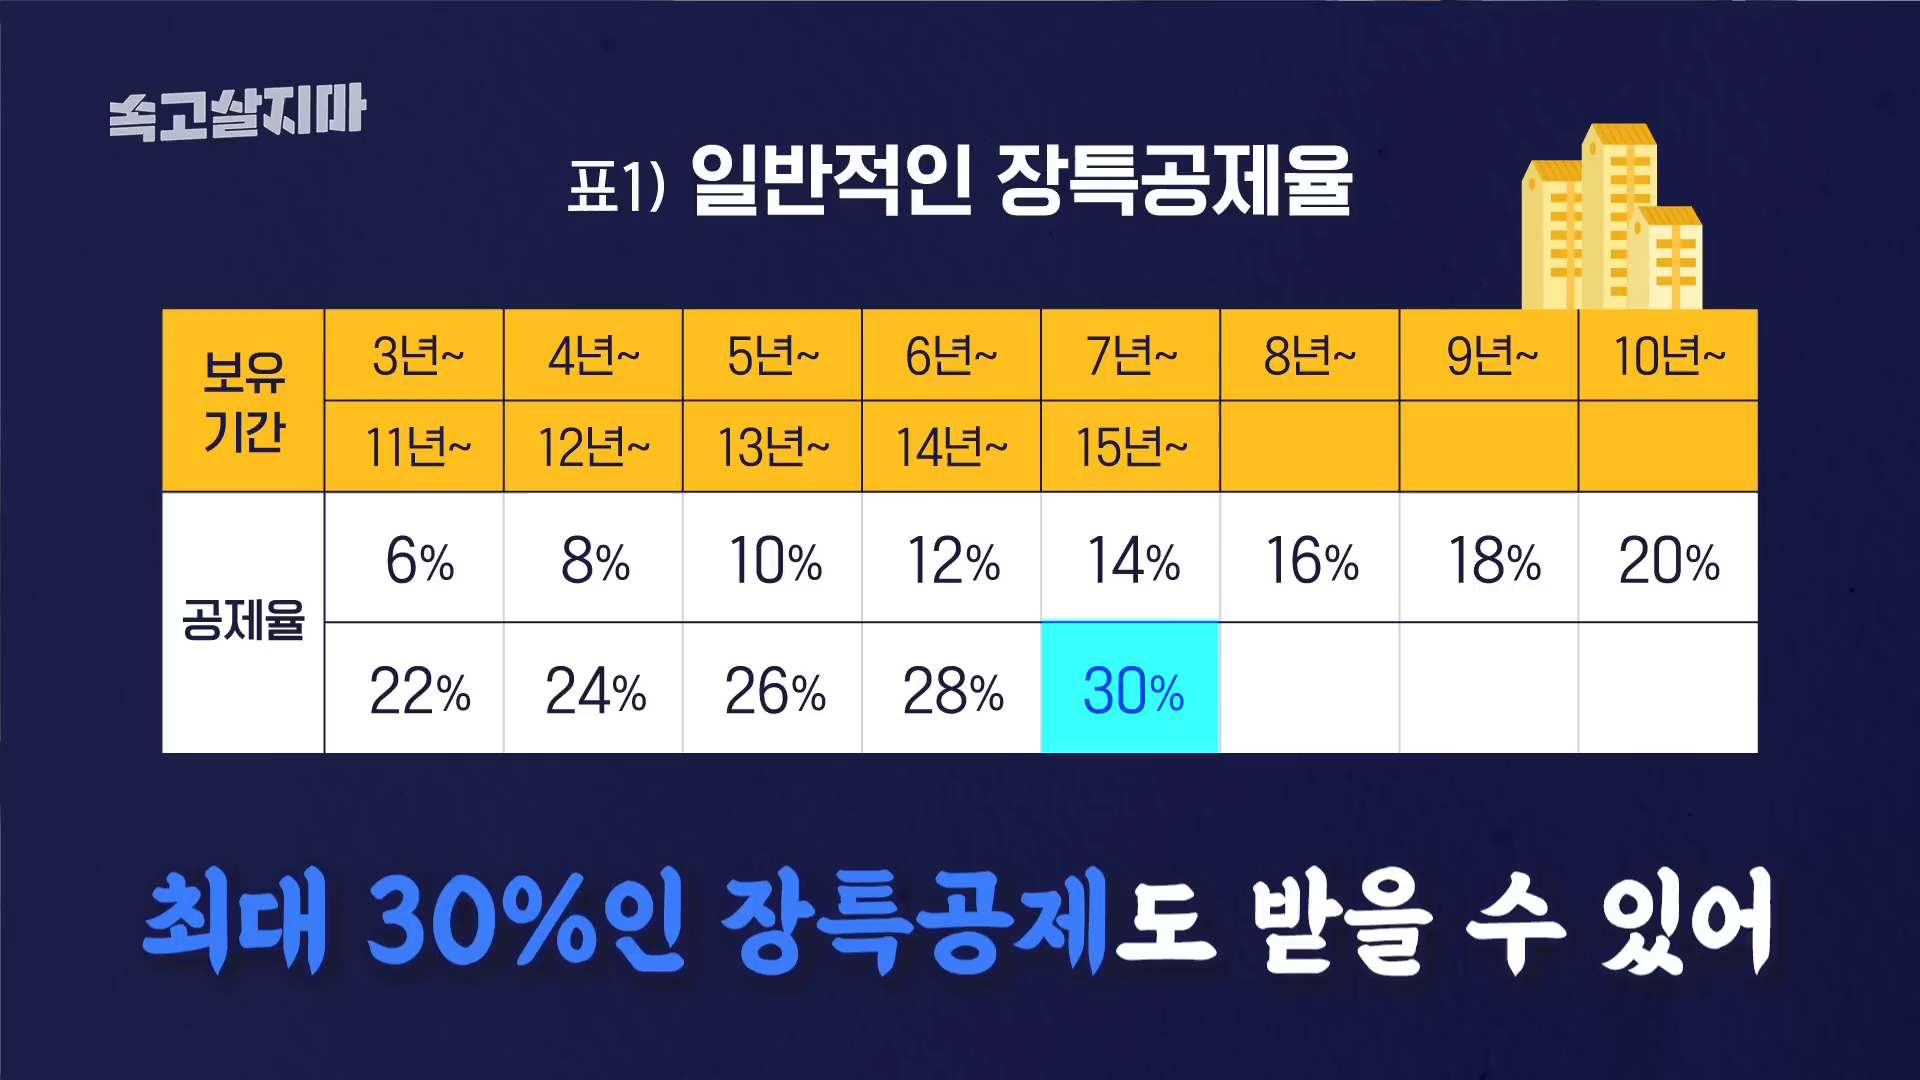 속고살지마
표1) 일반적인 장특공제율
보유 기간
3년~ 4년~ 5년~ 6년~ 7년~ 8년~ 9년~ 10년~
11년~ 12년~ 13년~ 14년~ 15년~
공제율
6% 8% 10% 12% 14% 16% 18% 20%
22% 24% 26% 28% 30%
최대 30%인 장특공제도 받을 수 있어